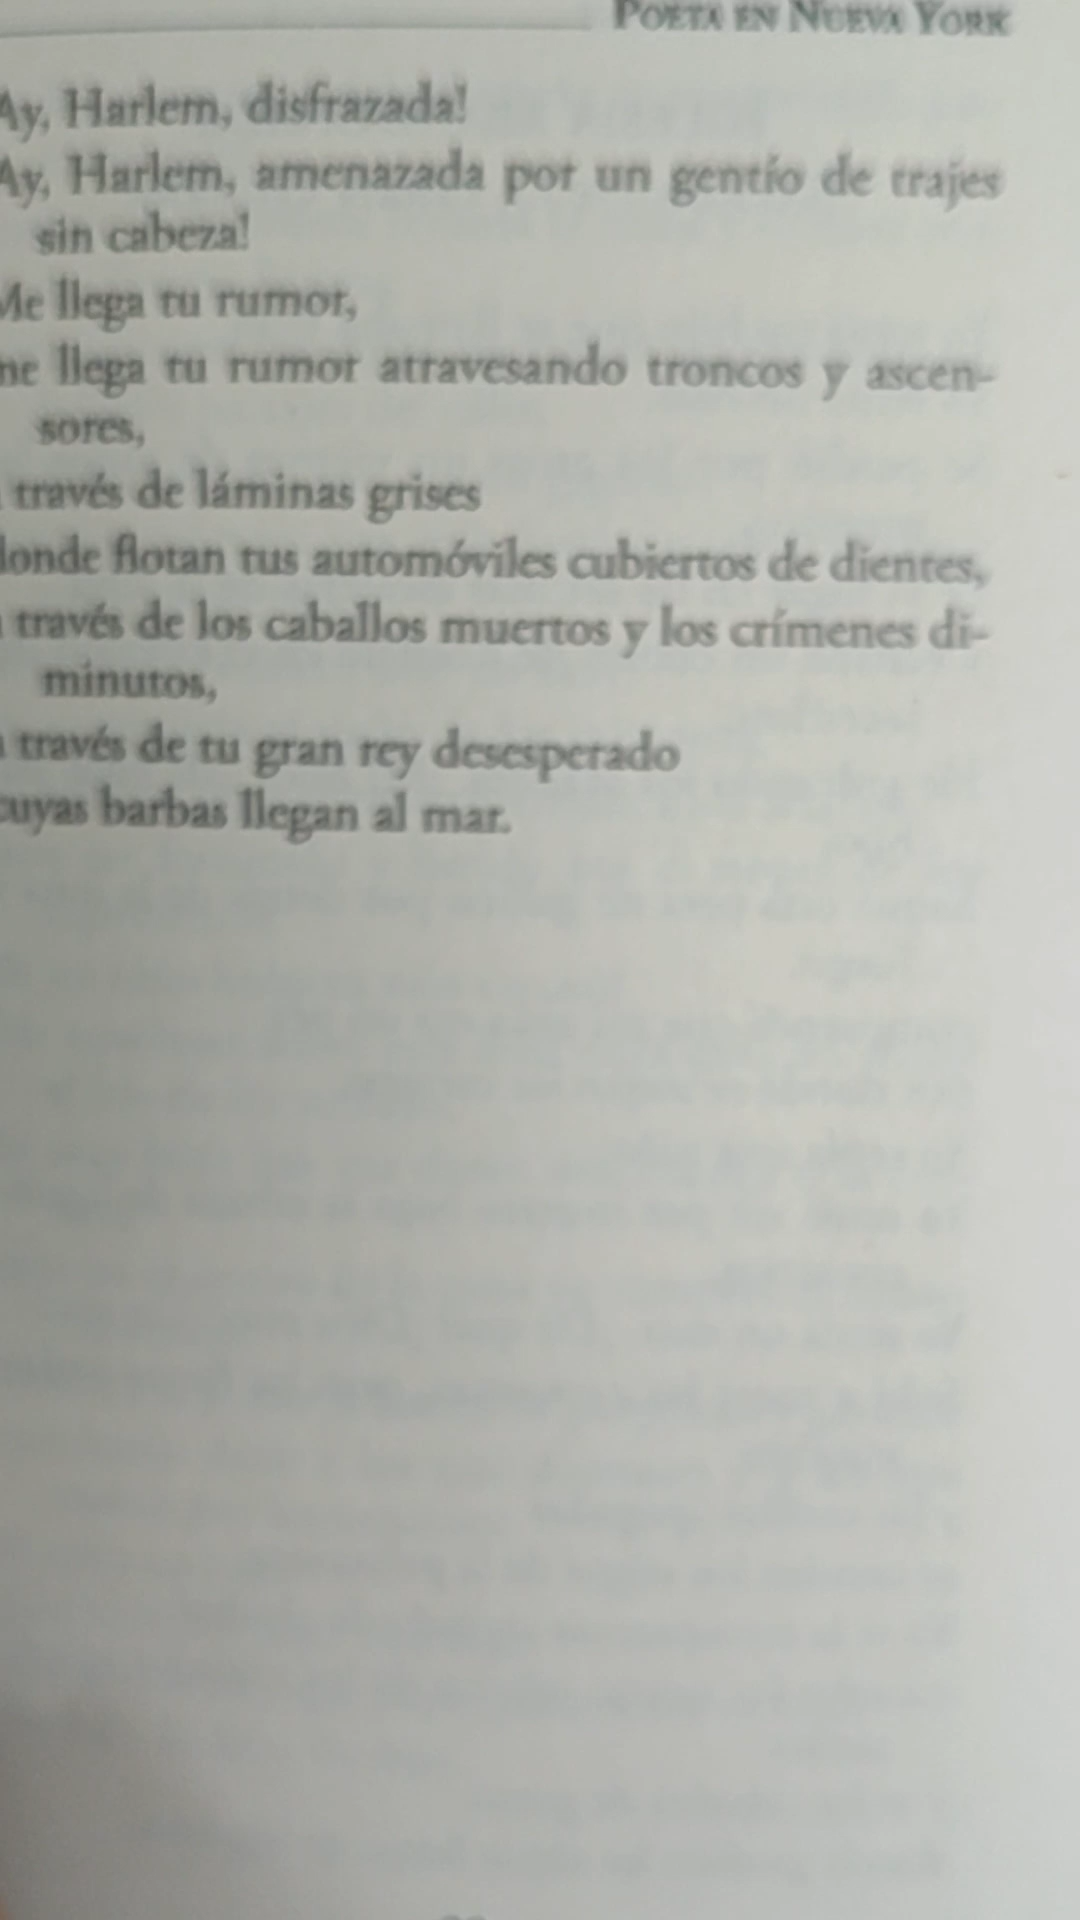 POETA EN NUEVA YORK
Ay, Harlem, disfrazada!
Ay, Harlem, amenazada por un gentío de trajes
sin cabeza!
Me llega tu rumor,
me llega tu rumor atravesando troncos y ascen-
sores,
través de láminas grises
donde flotan tus automóviles cubiertos de dientes,
a través de los caballos muertos y los crímenes di-
minutos,
a través de tu gran rey desesperado
cuyas barbas llegan al mar.